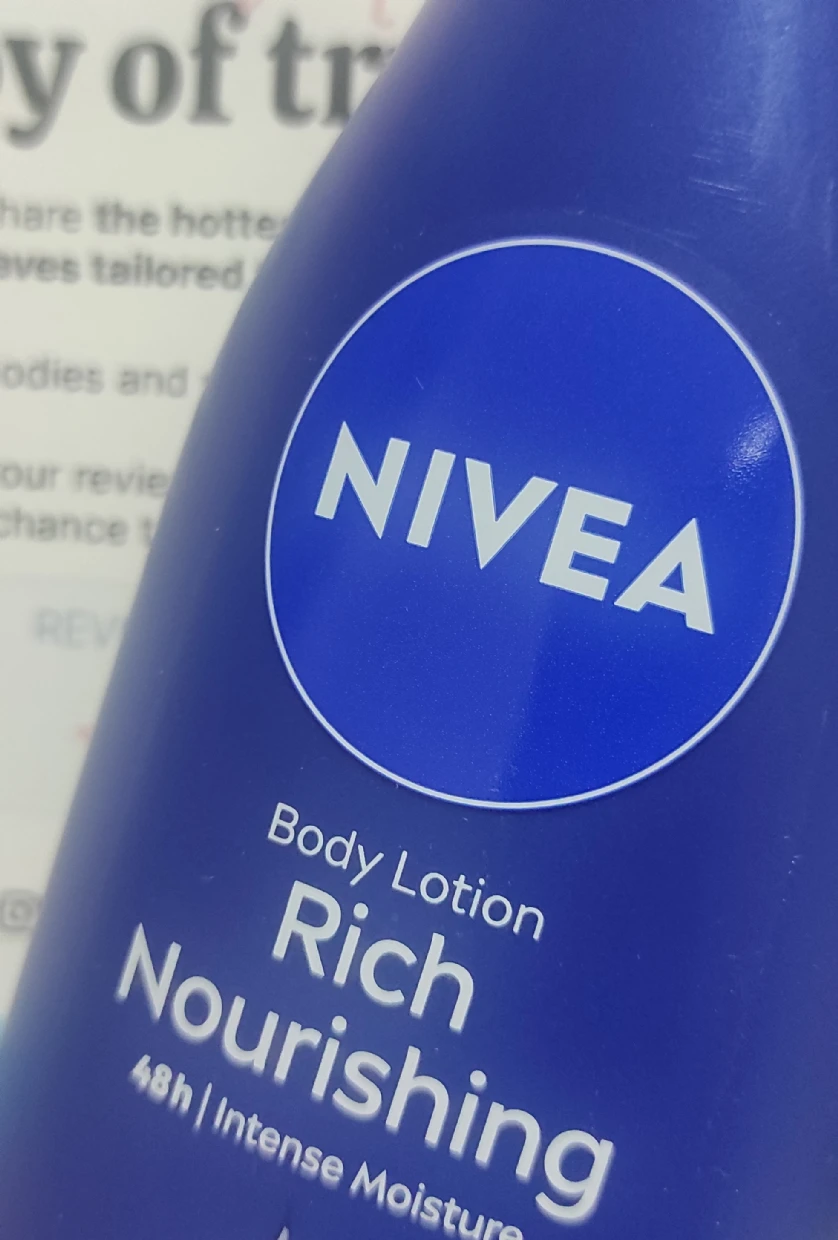 of
hare the hotte
aves tailored
odies and
our revie
chance t
REV
NIVEA
Body Lotion
Rich
Nourishing
48h | Intense Moisture